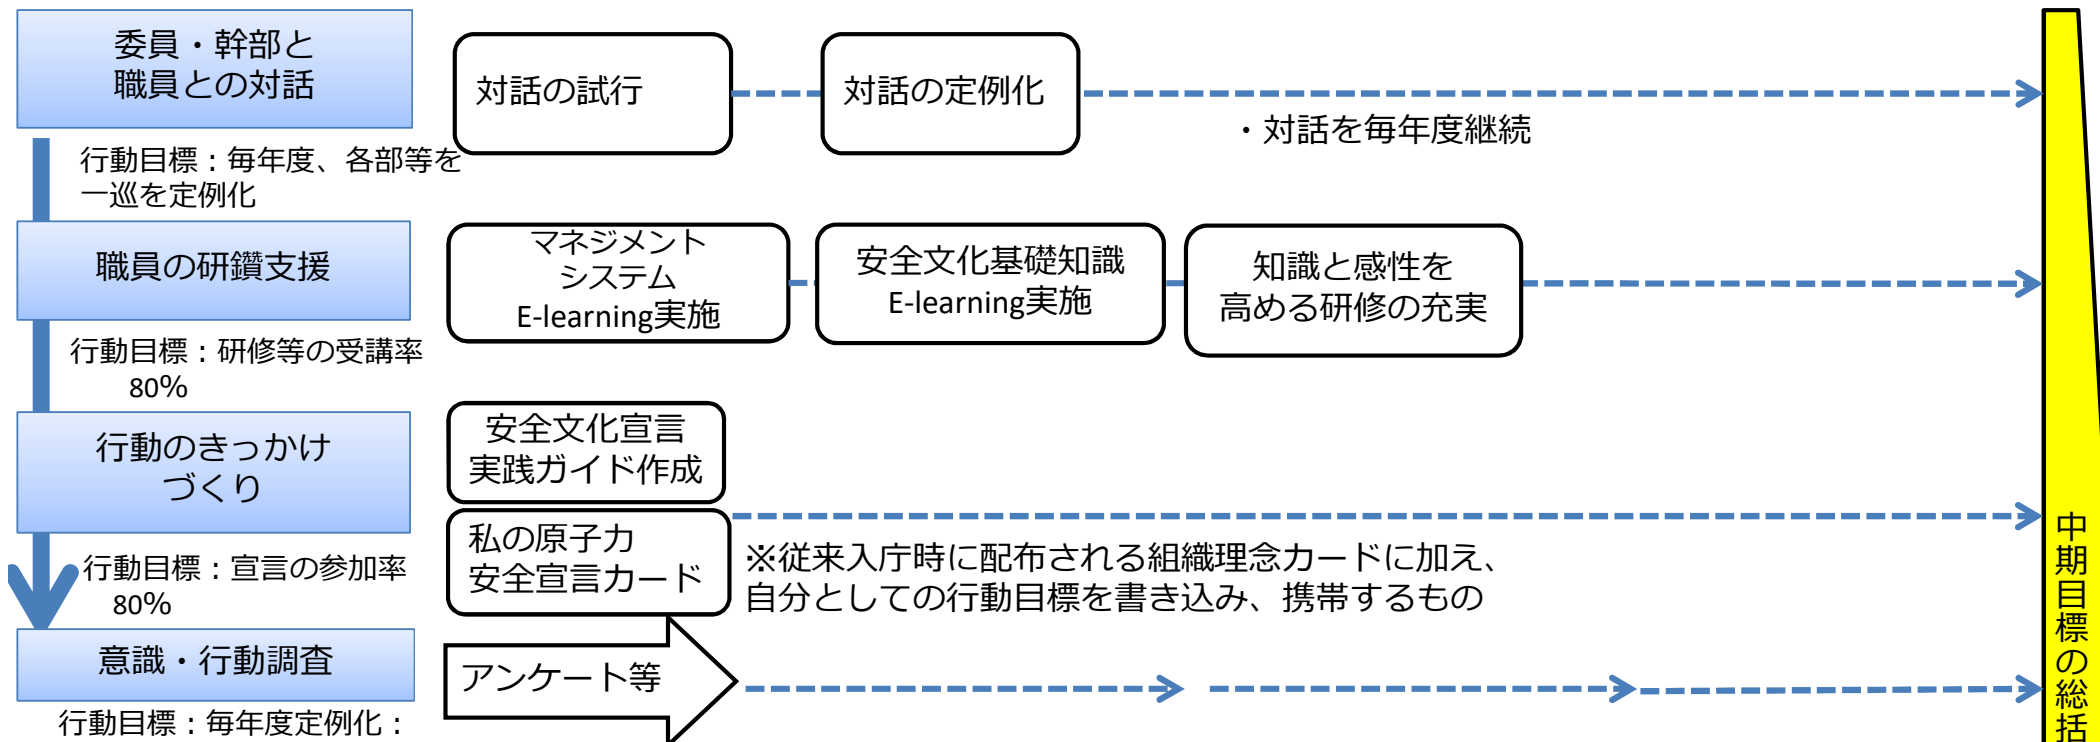 委員・幹部と
職員との対話
対話の試行
対話の定例化
・対話を毎年度継続
行動目標：毎年度、各部等を
一巡を定例化
職員の研鑽支援
マネジメント
システム
E-learning実施
安全文化基礎知識
E-learning実施
知識と感性を
高める研修の充実
行動目標：研修等の受講率
80%
行動のきっかけ
づくり
安全文化宣言
実践ガイド作成
私の原子力
安全宣言カード
※従来入庁時に配布される組織理念カードに加え、
自分としての行動目標を書き込み、携帯するもの
行動目標：宣言の参加率
80%
意識・行動調査
アンケート等
行動目標：毎年度定例化：
中期目標の総括